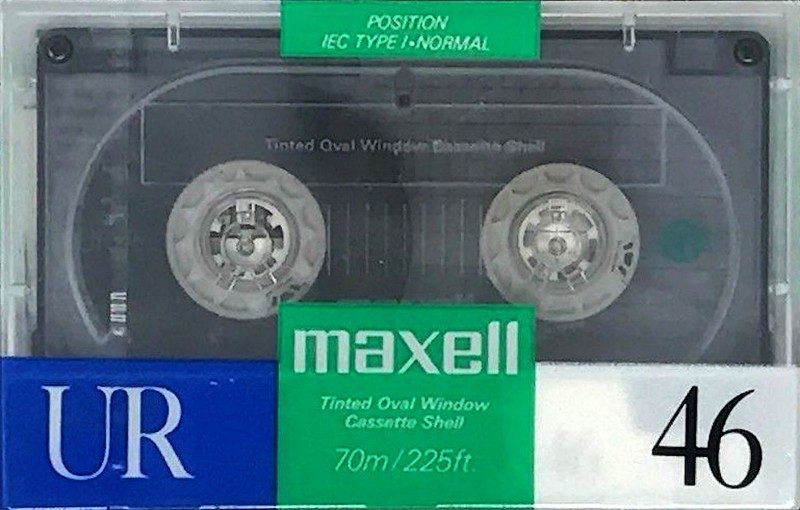 POSITION
IEC TYPE I•NORMAL
Tinted Oval Window Cassette Shell
maxell
UR
Tinted Oval Window
Cassette Shell
70m/225ft.
46